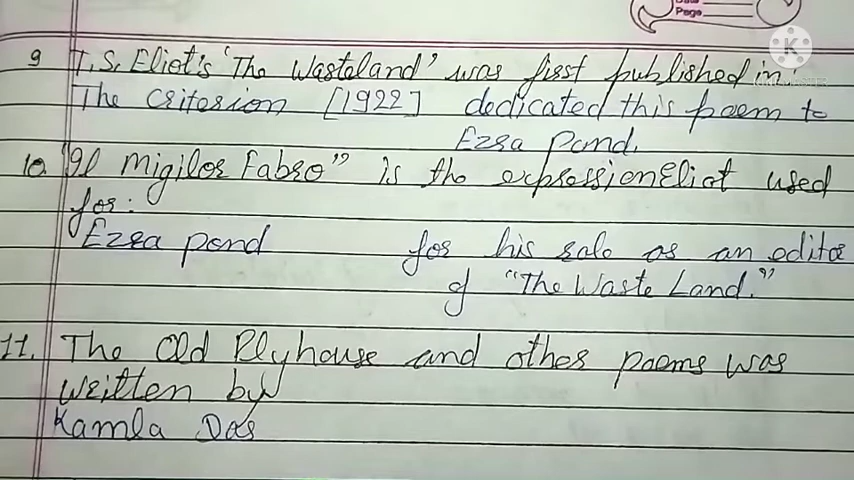 Page
K
9 T.S. Eliot's 'The Wasteland' was first published in:
The Criterion [1922] dedicated this poem to
Ezra Pond.
10. "Il Migilor Fabro" is the expression Eliot used
for:
Ezra pond for his role as an editor
of "The Waste Land."
11. The Old Plyhouse and other poems was
written by
Kamla Das